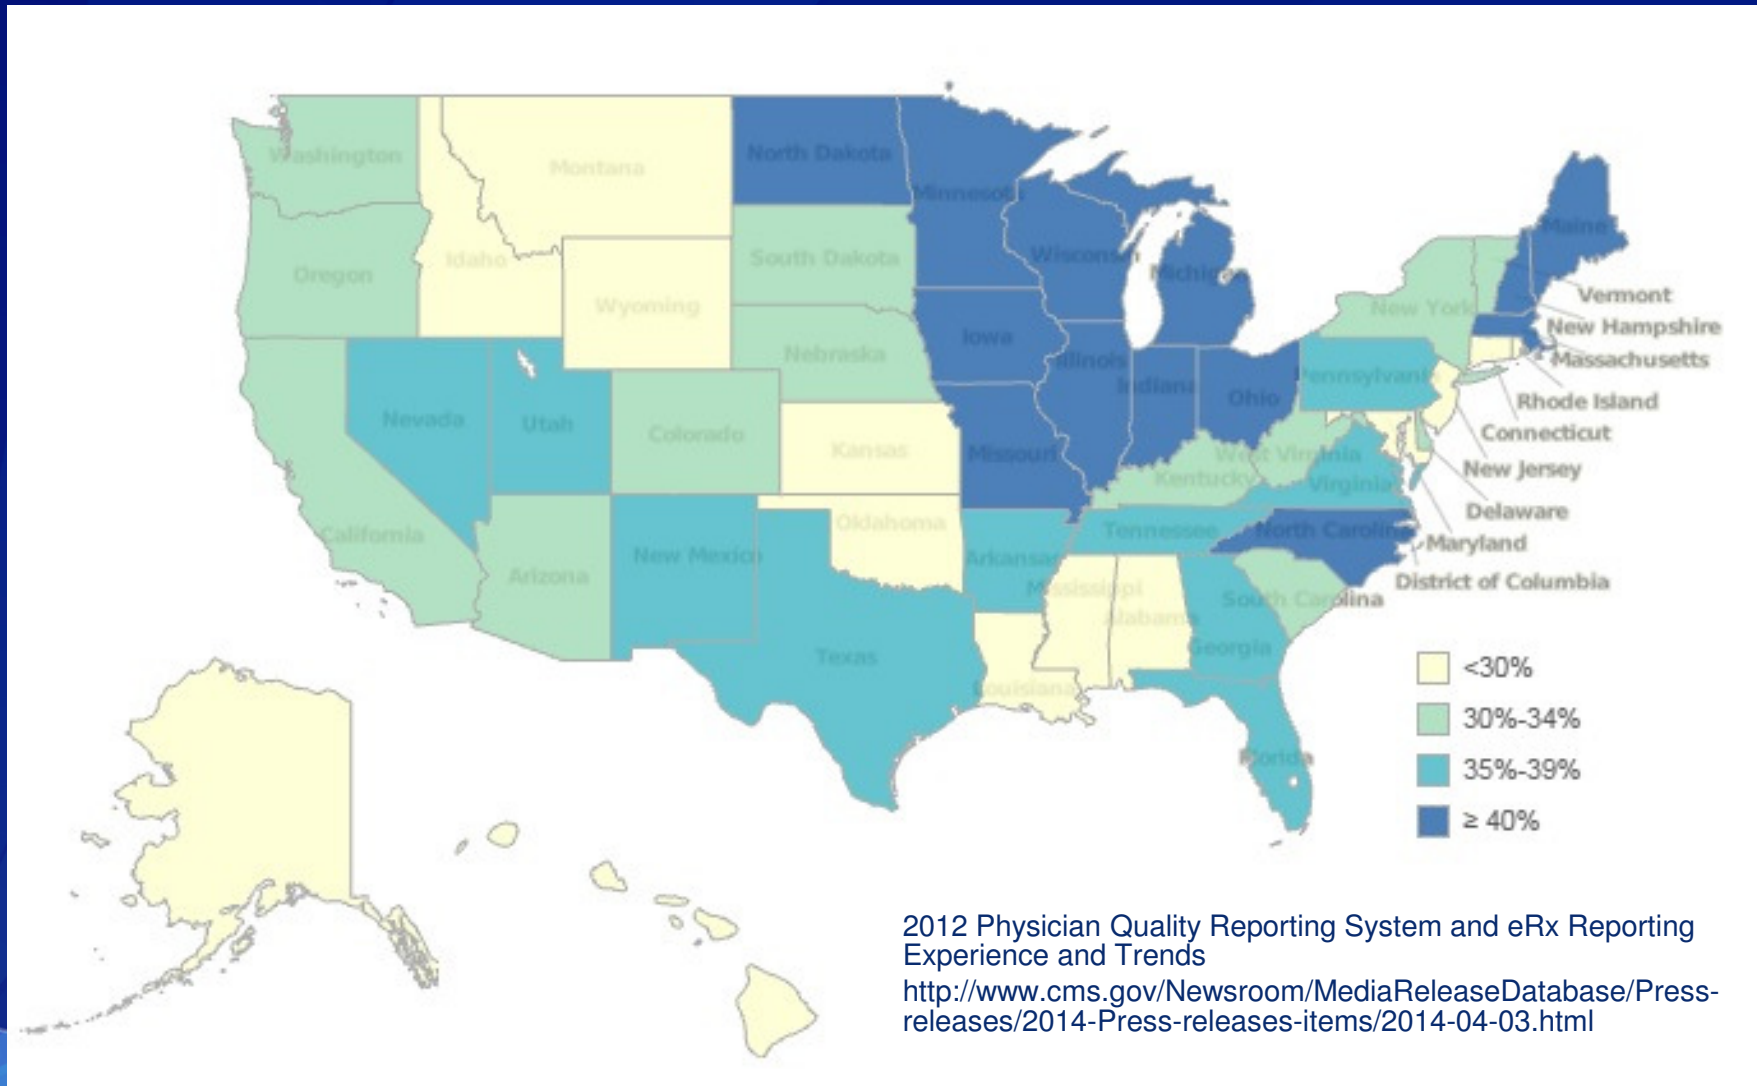 Washington
Montana
North Dakota
Minnesota
Maine
Oregon
Idaho
South Dakota
Wisconsin
Michigan
Wyoming
New York
Vermont
New Hampshire
Massachusetts
Rhode Island
Connecticut
New Jersey
Delaware
Maryland
District of Columbia
Nebraska
Iowa
Illinois
Indiana
Ohio
Pennsylvania
Nevada
Utah
Colorado
Kansas
Missouri
West Virginia
Kentucky
Virginia
California
Arizona
New Mexico
Oklahoma
Arkansas
Tennessee
North Carolina
Mississippi
Alabama
South Carolina
Georgia
Texas
Louisiana
Florida
<30%
30%-34%
35%-39%
≥ 40%
2012 Physician Quality Reporting System and eRx Reporting
Experience and Trends
http://www.cms.gov/Newsroom/MediaReleaseDatabase/Press-
releases/2014-Press-releases-items/2014-04-03.html